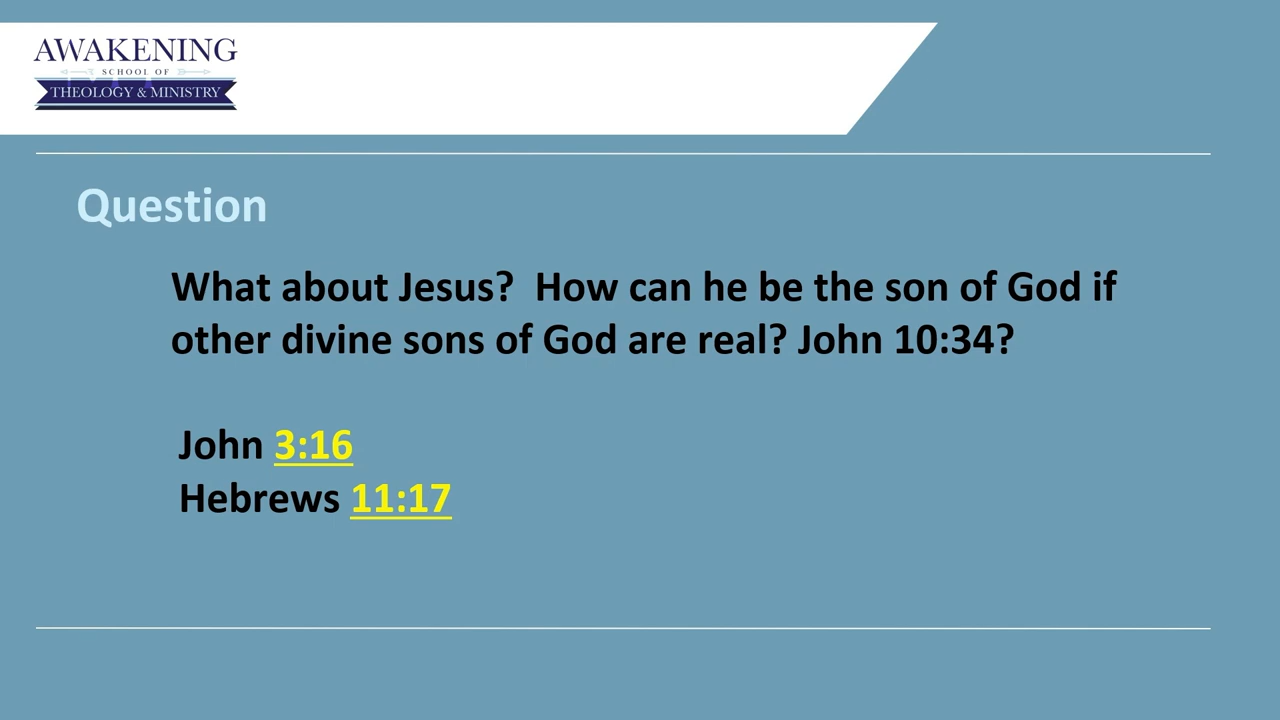 AWAKENING
SCHOOL OF
THEOLOGY & MINISTRY
Question
What about Jesus?  How can he be the son of God if
other divine sons of God are real? John 10:34?
John 3:16
Hebrews 11:17